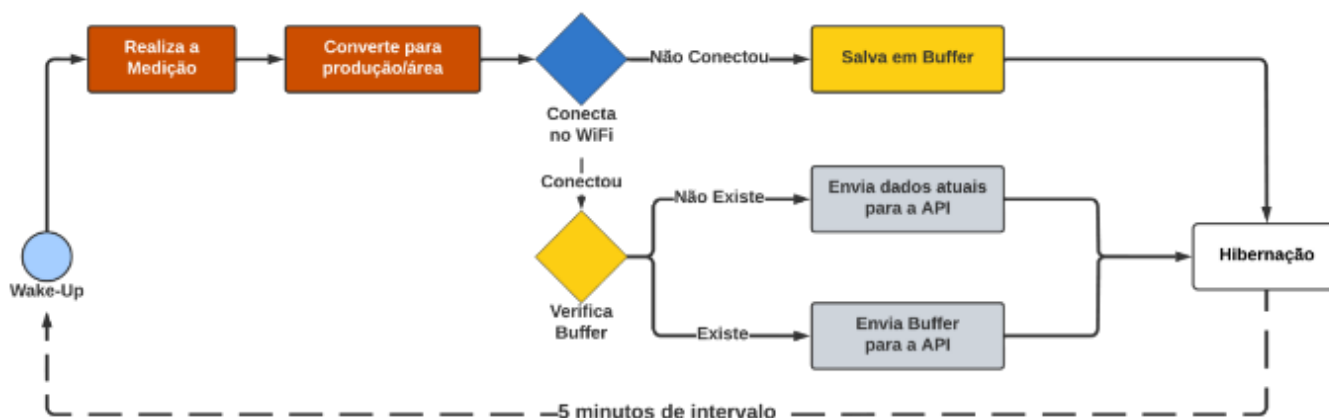 Realiza a
Medição
Converte para
produção/área
Conecta
no WiFi
Não Conectou
Salva em Buffer
Conectou
Verifica
Buffer
Não Existe
Envia dados atuais
para a API
Existe
Envia Buffer
para a API
Hibernação
Wake-Up
5 minutos de intervalo